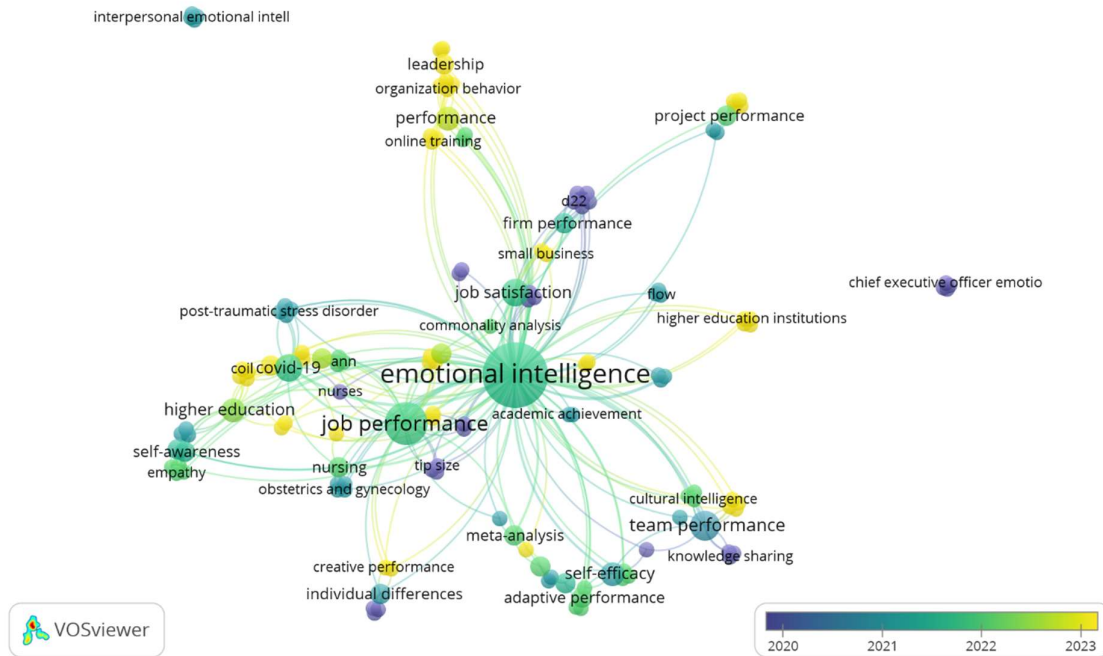 interpersonal emotional intell
leadership
organization behavior
performance
online training
project performance
d22
firm performance
small business
chief executive officer emotio
job satisfaction
flow
post-traumatic stress disorder
higher education institutions
commonality analysis
coil
covid-19
ann
emotional intelligence
nurses
higher education
academic achievement
job performance
self-awareness
empathy
nursing
tip size
obstetrics and gynecology
cultural intelligence
team performance
meta-analysis
knowledge sharing
creative performance
self-efficacy
individual differences
adaptive performance
VOSviewer
2020 2021 2022 2023